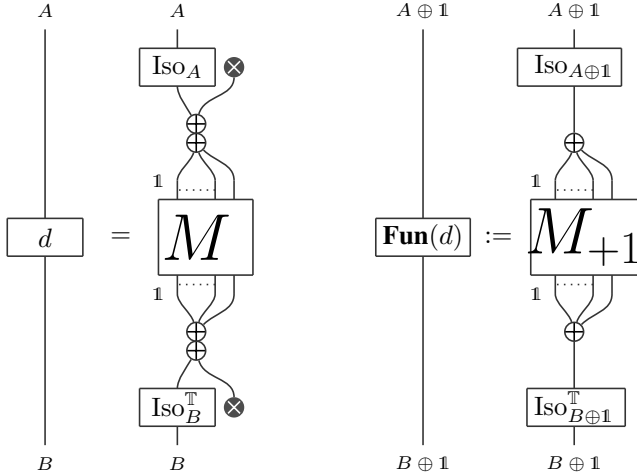 A A A ⊕ 𝟙 A ⊕ 𝟙
Iso_A ⊗ Iso_{A⊕𝟙}
⊕ ⊕
⊕
𝟙 ...... 𝟙 ......
d = M Fun(d) := M_{+1}
𝟙 ...... 𝟙 ......
⊕ ⊕
⊕
Iso_B^𝕋 ⊗ Iso_{B⊕𝟙}^𝕋
B B B ⊕ 𝟙 B ⊕ 𝟙